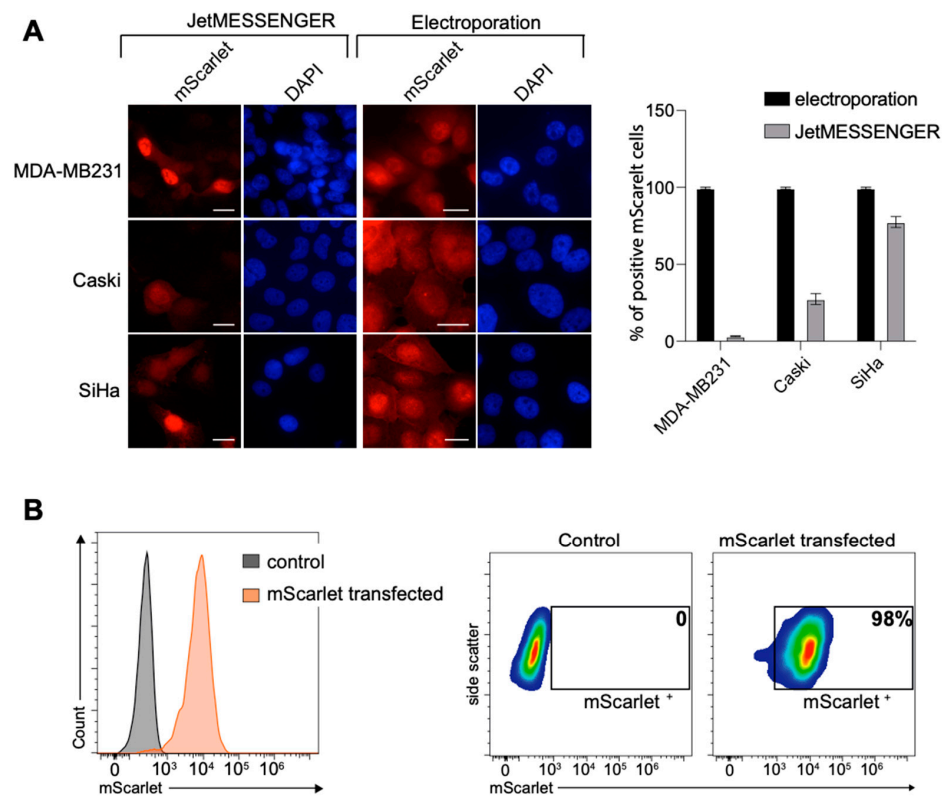 A
JetMESSENGER
Electroporation
mScarlet
DAPI
mScarlet
DAPI
MDA-MB231
Caski
SiHa
% of positive mScarelt cells
150
100
50
0
electroporation
JetMESSENGER
MDA-MB231
Caski
SiHa
B
Count
control
mScarlet transfected
0
10³
10⁴
10⁵
10⁶
mScarlet
Control
mScarlet transfected
side scatter
0
mScarlet +
98%
mScarlet +
0
10³
10⁴
10⁵
10⁶
0
10³
10⁴
10⁵
10⁶
mScarlet